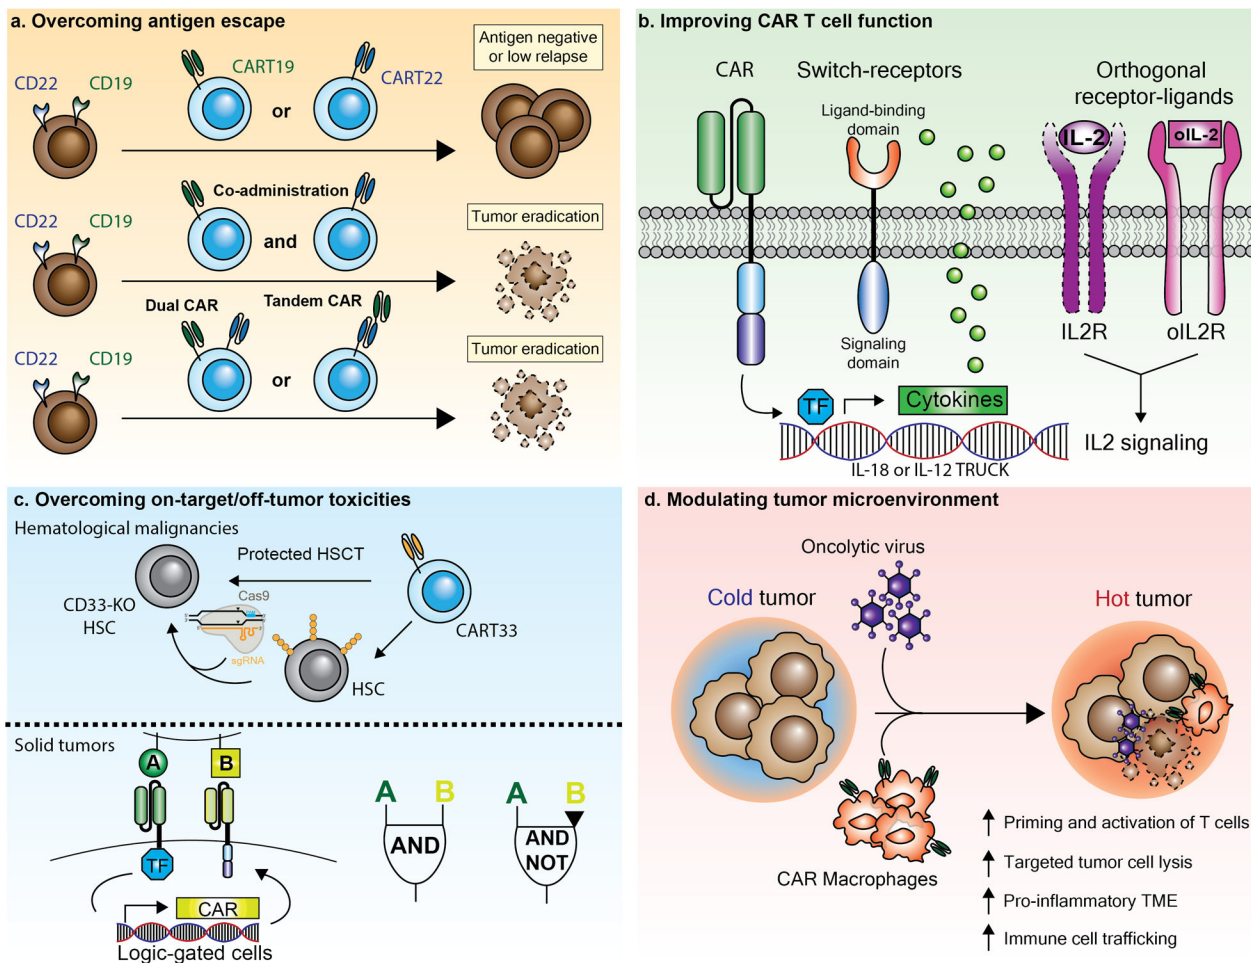 a. Overcoming antigen escape
CD22
CD19
CART19
or
CART22
Antigen negative
or low relapse
CD22
CD19
Co-administration
and
Tumor eradication
CD22
CD19
Dual CAR
Tandem CAR
or
Tumor eradication
b. Improving CAR T cell function
CAR
Switch-receptors
Orthogonal
receptor-ligands
Ligand-binding
domain
IL-2
oIL-2
Signaling
domain
IL2R
oIL2R
TF
Cytokines
IL-18 or IL-12 TRUCK
IL2 signaling
c. Overcoming on-target/off-tumor toxicities
Hematological malignancies
Protected HSCT
CD33-KO
HSC
Cas9
sgRNA
CART33
HSC
Solid tumors
A
B
TF
CAR
Logic-gated cells
A
B
AND
A
B
AND
NOT
d. Modulating tumor microenvironment
Oncolytic virus
Cold tumor
Hot tumor
CAR Macrophages
Priming and activation of T cells
Targeted tumor cell lysis
Pro-inflammatory TME
Immune cell trafficking